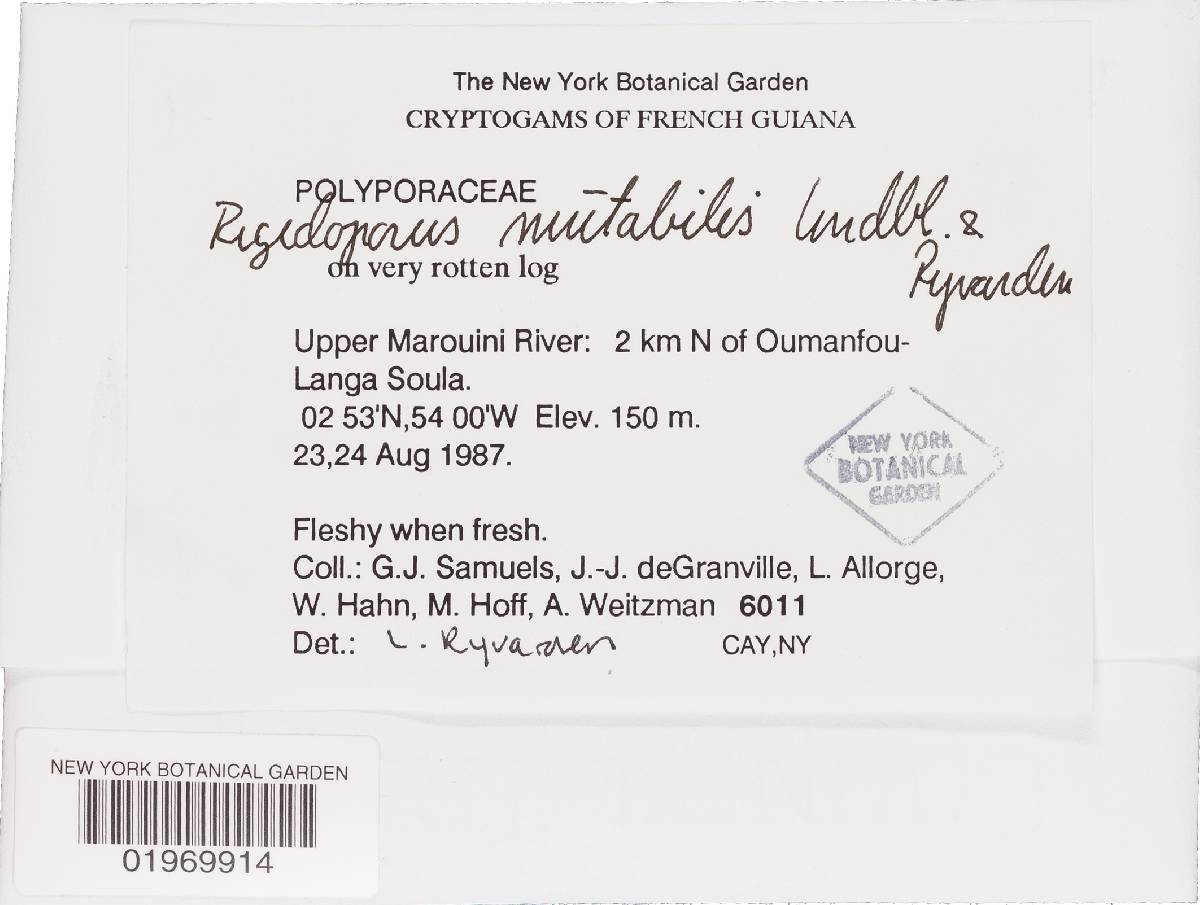 The New York Botanical Garden
CRYPTOGAMS OF FRENCH GUIANA
POLYPORACEAE
Rigidoporus mutabilis Lindbl. &
Ryvarden
on very rotten log
Upper Marouini River: 2 km N of Oumanfou-
Langa Soula.
02 53'N,54 00'W Elev. 150 m.
23,24 Aug 1987.
NEW YORK
BOTANICAL
GARDEN
Fleshy when fresh.
Coll.: G.J. Samuels, J.-J. deGranville, L. Allorge,
W. Hahn, M. Hoff, A. Weitzman 6011
Det.: L. Ryvarden CAY,NY
NEW YORK BOTANICAL GARDEN
01969914